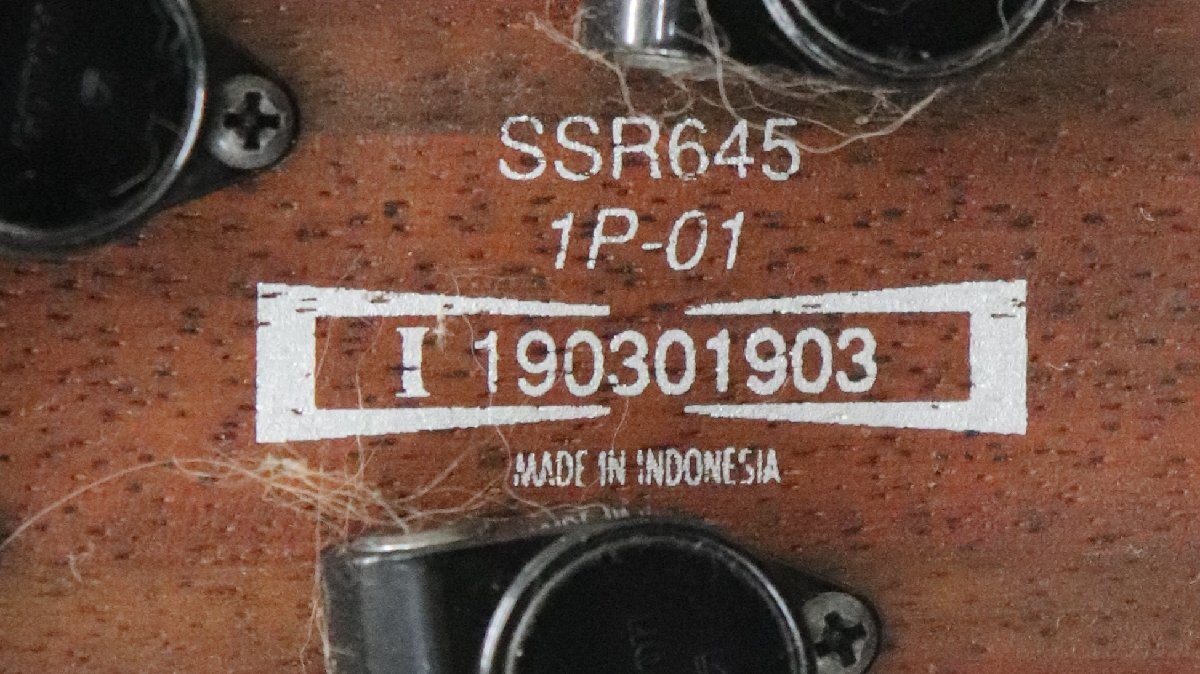 SSR645
1P-01
I 190301903
MADE IN INDONESIA